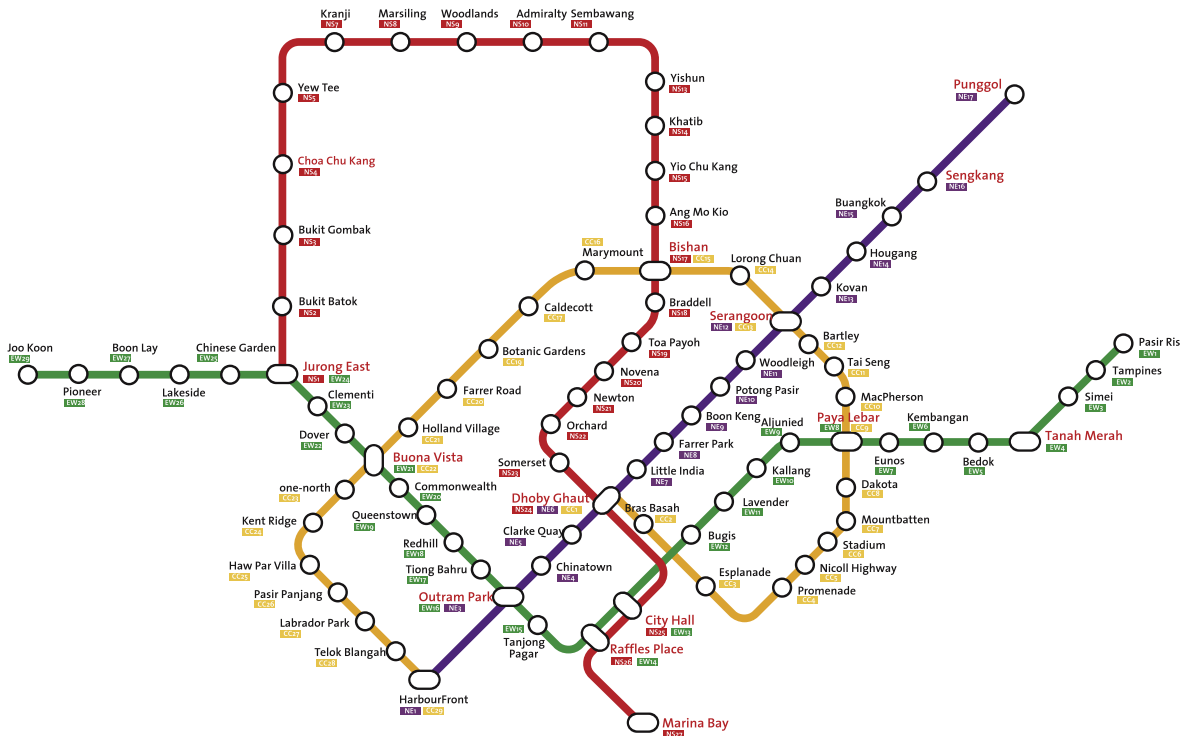 Kranji
NS7
Marsiling
NS8
Woodlands
NS9
Admiralty
NS10
Sembawang
NS11
Yew Tee
NS5
Choa Chu Kang
NS4
Bukit Gombak
NS3
Bukit Batok
NS2
Yishun
NS13
Khatib
NS14
Yio Chu Kang
NS15
Ang Mo Kio
NS16
Bishan
NS17 CC15
Punggol
NE17
Sengkang
NE16
Buangkok
NE15
Hougang
NE14
Kovan
NE13
Serangoon
NE12 CC13
Lorong Chuan
CC14
CC16
Marymount
Caldecott
CC17
Botanic Gardens
CC19
Farrer Road
CC20
Holland Village
CC21
Braddell
NS18
Toa Payoh
NS19
Novena
NS20
Newton
NS21
Orchard
NS22
Somerset
NS23
Dhoby Ghaut
NS24 NE6 CC1
Bartley
CC12
Tai Seng
CC11
MacPherson
CC10
Paya Lebar
EW8 CC9
Woodleigh
NE11
Potong Pasir
NE10
Boon Keng
NE9
Farrer Park
NE8
Little India
NE7
Joo Koon
EW29
Pioneer
EW28
Boon Lay
EW27
Lakeside
EW26
Chinese Garden
EW25
Jurong East
NS1 EW24
Clementi
EW23
Dover
EW22
Buona Vista
EW21 CC22
Commonwealth
EW20
Queenstown
EW19
Redhill
EW18
Tiong Bahru
EW17
Outram Park
EW16 NE3
EW15
Tanjong
Pagar
Pasir Ris
EW1
Tampines
EW2
Simei
EW3
Tanah Merah
EW4
Bedok
EW5
Kembangan
EW6
Eunos
EW7
Aljunied
EW9
Kallang
EW10
Lavender
EW11
Bugis
EW12
one-north
CC23
Kent Ridge
CC24
Haw Par Villa
CC25
Pasir Panjang
CC26
Labrador Park
CC27
Telok Blangah
CC28
HarbourFront
NE1 CC29
Clarke Quay
NE5
Chinatown
NE4
Bras Basah
CC2
Esplanade
CC3
Promenade
CC4
Nicoll Highway
CC5
Stadium
CC6
Mountbatten
CC7
Dakota
CC8
City Hall
NS25 EW13
Raffles Place
NS26 EW14
Marina Bay
NS27